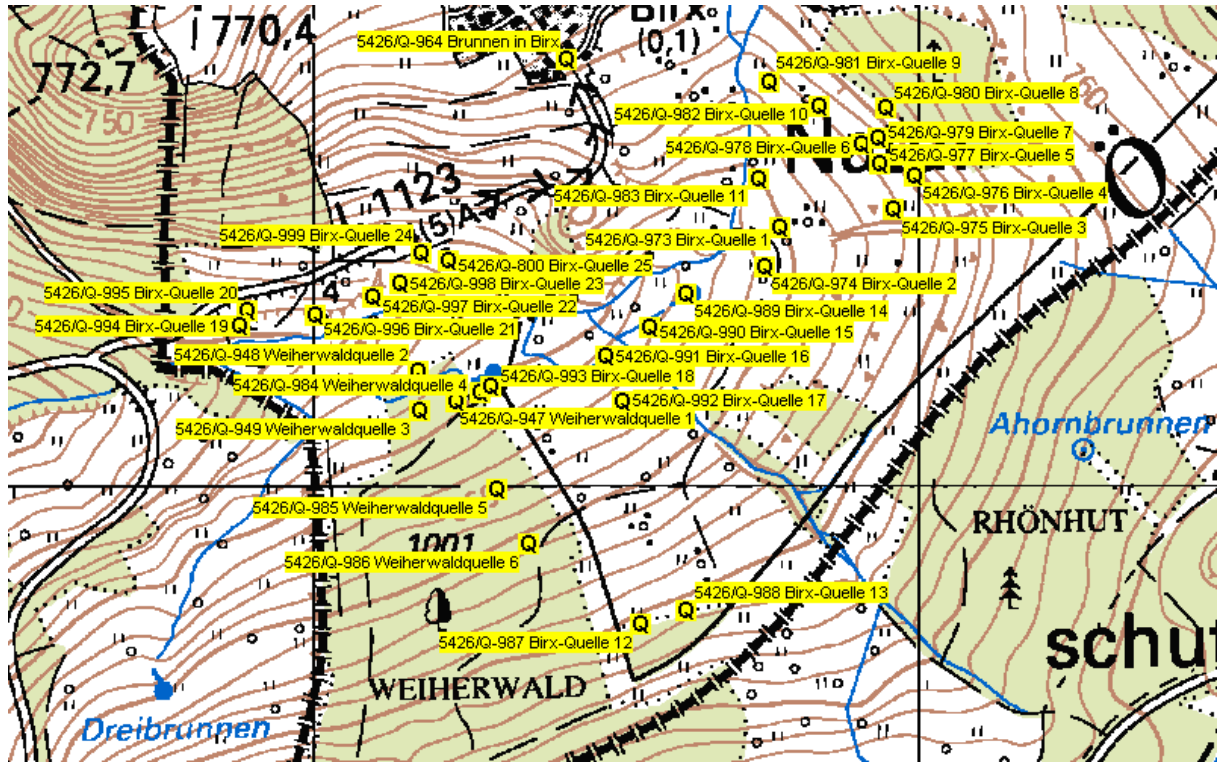 770,4
Birx
(0,1)
5426/Q-964 Brunnen in Birx
772,7
5426/Q-981 Birx-Quelle 9
750
5426/Q-980 Birx-Quelle 8
5426/Q-982 Birx-Quelle 10
5426/Q-979 Birx-Quelle 7
5426/Q-978 Birx-Quelle 6
5426/Q-977 Birx-Quelle 5
5426/Q-976 Birx-Quelle 4
5426/Q-983 Birx-Quelle 11
1123
(5)A
5426/Q-975 Birx-Quelle 3
5426/Q-999 Birx-Quelle 24
5426/Q-973 Birx-Quelle 1
5426/Q-800 Birx-Quelle 25
5426/Q-974 Birx-Quelle 2
5426/Q-998 Birx-Quelle 23
5426/Q-995 Birx-Quelle 20
4
5426/Q-997 Birx-Quelle 22
5426/Q-989 Birx-Quelle 14
5426/Q-994 Birx-Quelle 19
5426/Q-996 Birx-Quelle 21
5426/Q-990 Birx-Quelle 15
5426/Q-948 Weiherwaldquelle 2
5426/Q-991 Birx-Quelle 16
5426/Q-993 Birx-Quelle 18
5426/Q-984 Weiherwaldquelle 4
5426/Q-992 Birx-Quelle 17
5426/Q-947 Weiherwaldquelle 1
5426/Q-949 Weiherwaldquelle 3
Ahornbrunnen
5426/Q-985 Weiherwaldquelle 5
RHÖNHUT
1001
5426/Q-986 Weiherwaldquelle 6
5426/Q-988 Birx-Quelle 13
5426/Q-987 Birx-Quelle 12
schut
WEIHERWALD
Dreibrunnen